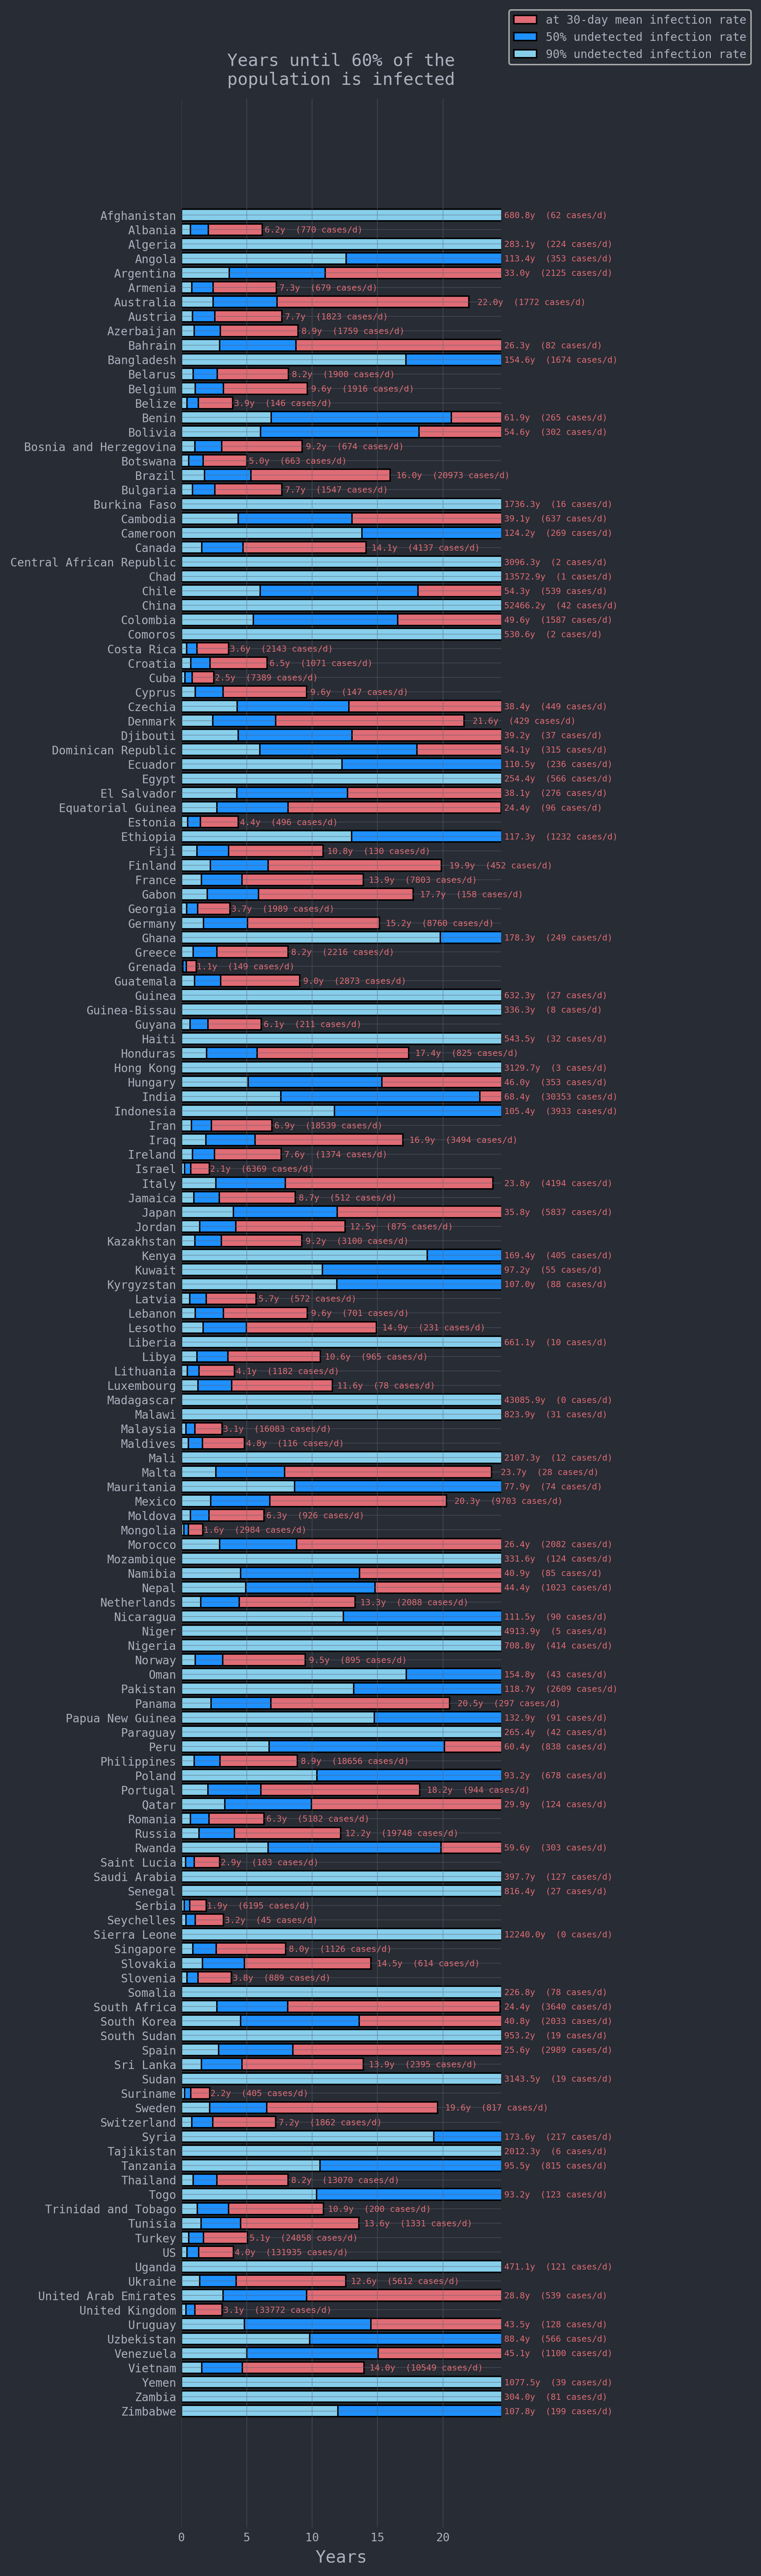 at 30-day mean infection rate
50% undetected infection rate
90% undetected infection rate
Years until 60% of the
population is infected
Afghanistan 680.8y (62 cases/d)
Albania 6.2y (770 cases/d)
Algeria 283.1y (224 cases/d)
Angola 113.4y (353 cases/d)
Argentina 33.0y (2125 cases/d)
Armenia 7.3y (679 cases/d)
Australia 22.0y (1772 cases/d)
Austria 7.7y (1823 cases/d)
Azerbaijan 8.9y (1759 cases/d)
Bahrain 26.3y (82 cases/d)
Bangladesh 154.6y (1674 cases/d)
Belarus 8.2y (1900 cases/d)
Belgium 9.6y (1916 cases/d)
Belize 3.9y (146 cases/d)
Benin 61.9y (265 cases/d)
Bolivia 54.6y (302 cases/d)
Bosnia and Herzegovina 9.2y (674 cases/d)
Botswana 5.0y (663 cases/d)
Brazil 16.0y (20973 cases/d)
Bulgaria 7.7y (1547 cases/d)
Burkina Faso 1736.3y (16 cases/d)
Cambodia 39.1y (637 cases/d)
Cameroon 124.2y (269 cases/d)
Canada 14.1y (4137 cases/d)
Central African Republic 3096.3y (2 cases/d)
Chad 13572.9y (1 cases/d)
Chile 54.3y (539 cases/d)
China 52466.2y (42 cases/d)
Colombia 49.6y (1587 cases/d)
Comoros 530.6y (2 cases/d)
Costa Rica 3.6y (2143 cases/d)
Croatia 6.5y (1071 cases/d)
Cuba 2.5y (7389 cases/d)
Cyprus 9.6y (147 cases/d)
Czechia 38.4y (449 cases/d)
Denmark 21.6y (429 cases/d)
Djibouti 39.2y (37 cases/d)
Dominican Republic 54.1y (315 cases/d)
Ecuador 110.5y (236 cases/d)
Egypt 254.4y (566 cases/d)
El Salvador 38.1y (276 cases/d)
Equatorial Guinea 24.4y (96 cases/d)
Estonia 4.4y (496 cases/d)
Ethiopia 117.3y (1232 cases/d)
Fiji 10.8y (130 cases/d)
Finland 19.9y (452 cases/d)
France 13.9y (7803 cases/d)
Gabon 17.7y (158 cases/d)
Georgia 3.7y (1989 cases/d)
Germany 15.2y (8760 cases/d)
Ghana 178.3y (249 cases/d)
Greece 8.2y (2216 cases/d)
Grenada 1.1y (149 cases/d)
Guatemala 9.0y (2873 cases/d)
Guinea 632.3y (27 cases/d)
Guinea-Bissau 336.3y (8 cases/d)
Guyana 6.1y (211 cases/d)
Haiti 543.5y (32 cases/d)
Honduras 17.4y (825 cases/d)
Hong Kong 3129.7y (3 cases/d)
Hungary 46.0y (353 cases/d)
India 68.4y (30353 cases/d)
Indonesia 105.4y (3933 cases/d)
Iran 6.9y (18539 cases/d)
Iraq 16.9y (3494 cases/d)
Ireland 7.6y (1374 cases/d)
Israel 2.1y (6369 cases/d)
Italy 23.8y (4194 cases/d)
Jamaica 8.7y (512 cases/d)
Japan 35.8y (5837 cases/d)
Jordan 12.5y (875 cases/d)
Kazakhstan 9.2y (3100 cases/d)
Kenya 169.4y (405 cases/d)
Kuwait 97.2y (55 cases/d)
Kyrgyzstan 107.0y (88 cases/d)
Latvia 5.7y (572 cases/d)
Lebanon 9.6y (701 cases/d)
Lesotho 14.9y (231 cases/d)
Liberia 661.1y (10 cases/d)
Libya 10.6y (965 cases/d)
Lithuania 4.1y (1182 cases/d)
Luxembourg 11.6y (78 cases/d)
Madagascar 43085.9y (0 cases/d)
Malawi 823.9y (31 cases/d)
Malaysia 3.1y (16083 cases/d)
Maldives 4.8y (116 cases/d)
Mali 2107.3y (12 cases/d)
Malta 23.7y (28 cases/d)
Mauritania 77.9y (74 cases/d)
Mexico 20.3y (9703 cases/d)
Moldova 6.3y (926 cases/d)
Mongolia 1.6y (2984 cases/d)
Morocco 26.4y (2082 cases/d)
Mozambique 331.6y (124 cases/d)
Namibia 40.9y (85 cases/d)
Nepal 44.4y (1023 cases/d)
Netherlands 13.3y (2088 cases/d)
Nicaragua 111.5y (90 cases/d)
Niger 4913.9y (5 cases/d)
Nigeria 708.8y (414 cases/d)
Norway 9.5y (895 cases/d)
Oman 154.8y (43 cases/d)
Pakistan 118.7y (2609 cases/d)
Panama 20.5y (297 cases/d)
Papua New Guinea 132.9y (91 cases/d)
Paraguay 265.4y (42 cases/d)
Peru 60.4y (838 cases/d)
Philippines 8.9y (18656 cases/d)
Poland 93.2y (678 cases/d)
Portugal 18.2y (944 cases/d)
Qatar 29.9y (124 cases/d)
Romania 6.3y (5182 cases/d)
Russia 12.2y (19748 cases/d)
Rwanda 59.6y (303 cases/d)
Saint Lucia 2.9y (103 cases/d)
Saudi Arabia 397.7y (127 cases/d)
Senegal 816.4y (27 cases/d)
Serbia 1.9y (6195 cases/d)
Seychelles 3.2y (45 cases/d)
Sierra Leone 12240.0y (0 cases/d)
Singapore 8.0y (1126 cases/d)
Slovakia 14.5y (614 cases/d)
Slovenia 3.8y (889 cases/d)
Somalia 226.8y (78 cases/d)
South Africa 24.4y (3640 cases/d)
South Korea 40.8y (2033 cases/d)
South Sudan 953.2y (19 cases/d)
Spain 25.6y (2989 cases/d)
Sri Lanka 13.9y (2395 cases/d)
Sudan 3143.5y (19 cases/d)
Suriname 2.2y (405 cases/d)
Sweden 19.6y (817 cases/d)
Switzerland 7.2y (1862 cases/d)
Syria 173.6y (217 cases/d)
Tajikistan 2012.3y (6 cases/d)
Tanzania 95.5y (815 cases/d)
Thailand 8.2y (13070 cases/d)
Togo 93.2y (123 cases/d)
Trinidad and Tobago 10.9y (200 cases/d)
Tunisia 13.6y (1331 cases/d)
Turkey 5.1y (24858 cases/d)
US 4.0y (131935 cases/d)
Uganda 471.1y (121 cases/d)
Ukraine 12.6y (5612 cases/d)
United Arab Emirates 28.8y (539 cases/d)
United Kingdom 3.1y (33772 cases/d)
Uruguay 43.5y (128 cases/d)
Uzbekistan 88.4y (566 cases/d)
Venezuela 45.1y (1100 cases/d)
Vietnam 14.0y (10549 cases/d)
Yemen 1077.5y (39 cases/d)
Zambia 304.0y (81 cases/d)
Zimbabwe 107.8y (199 cases/d)
0 5 10 15 20
Years